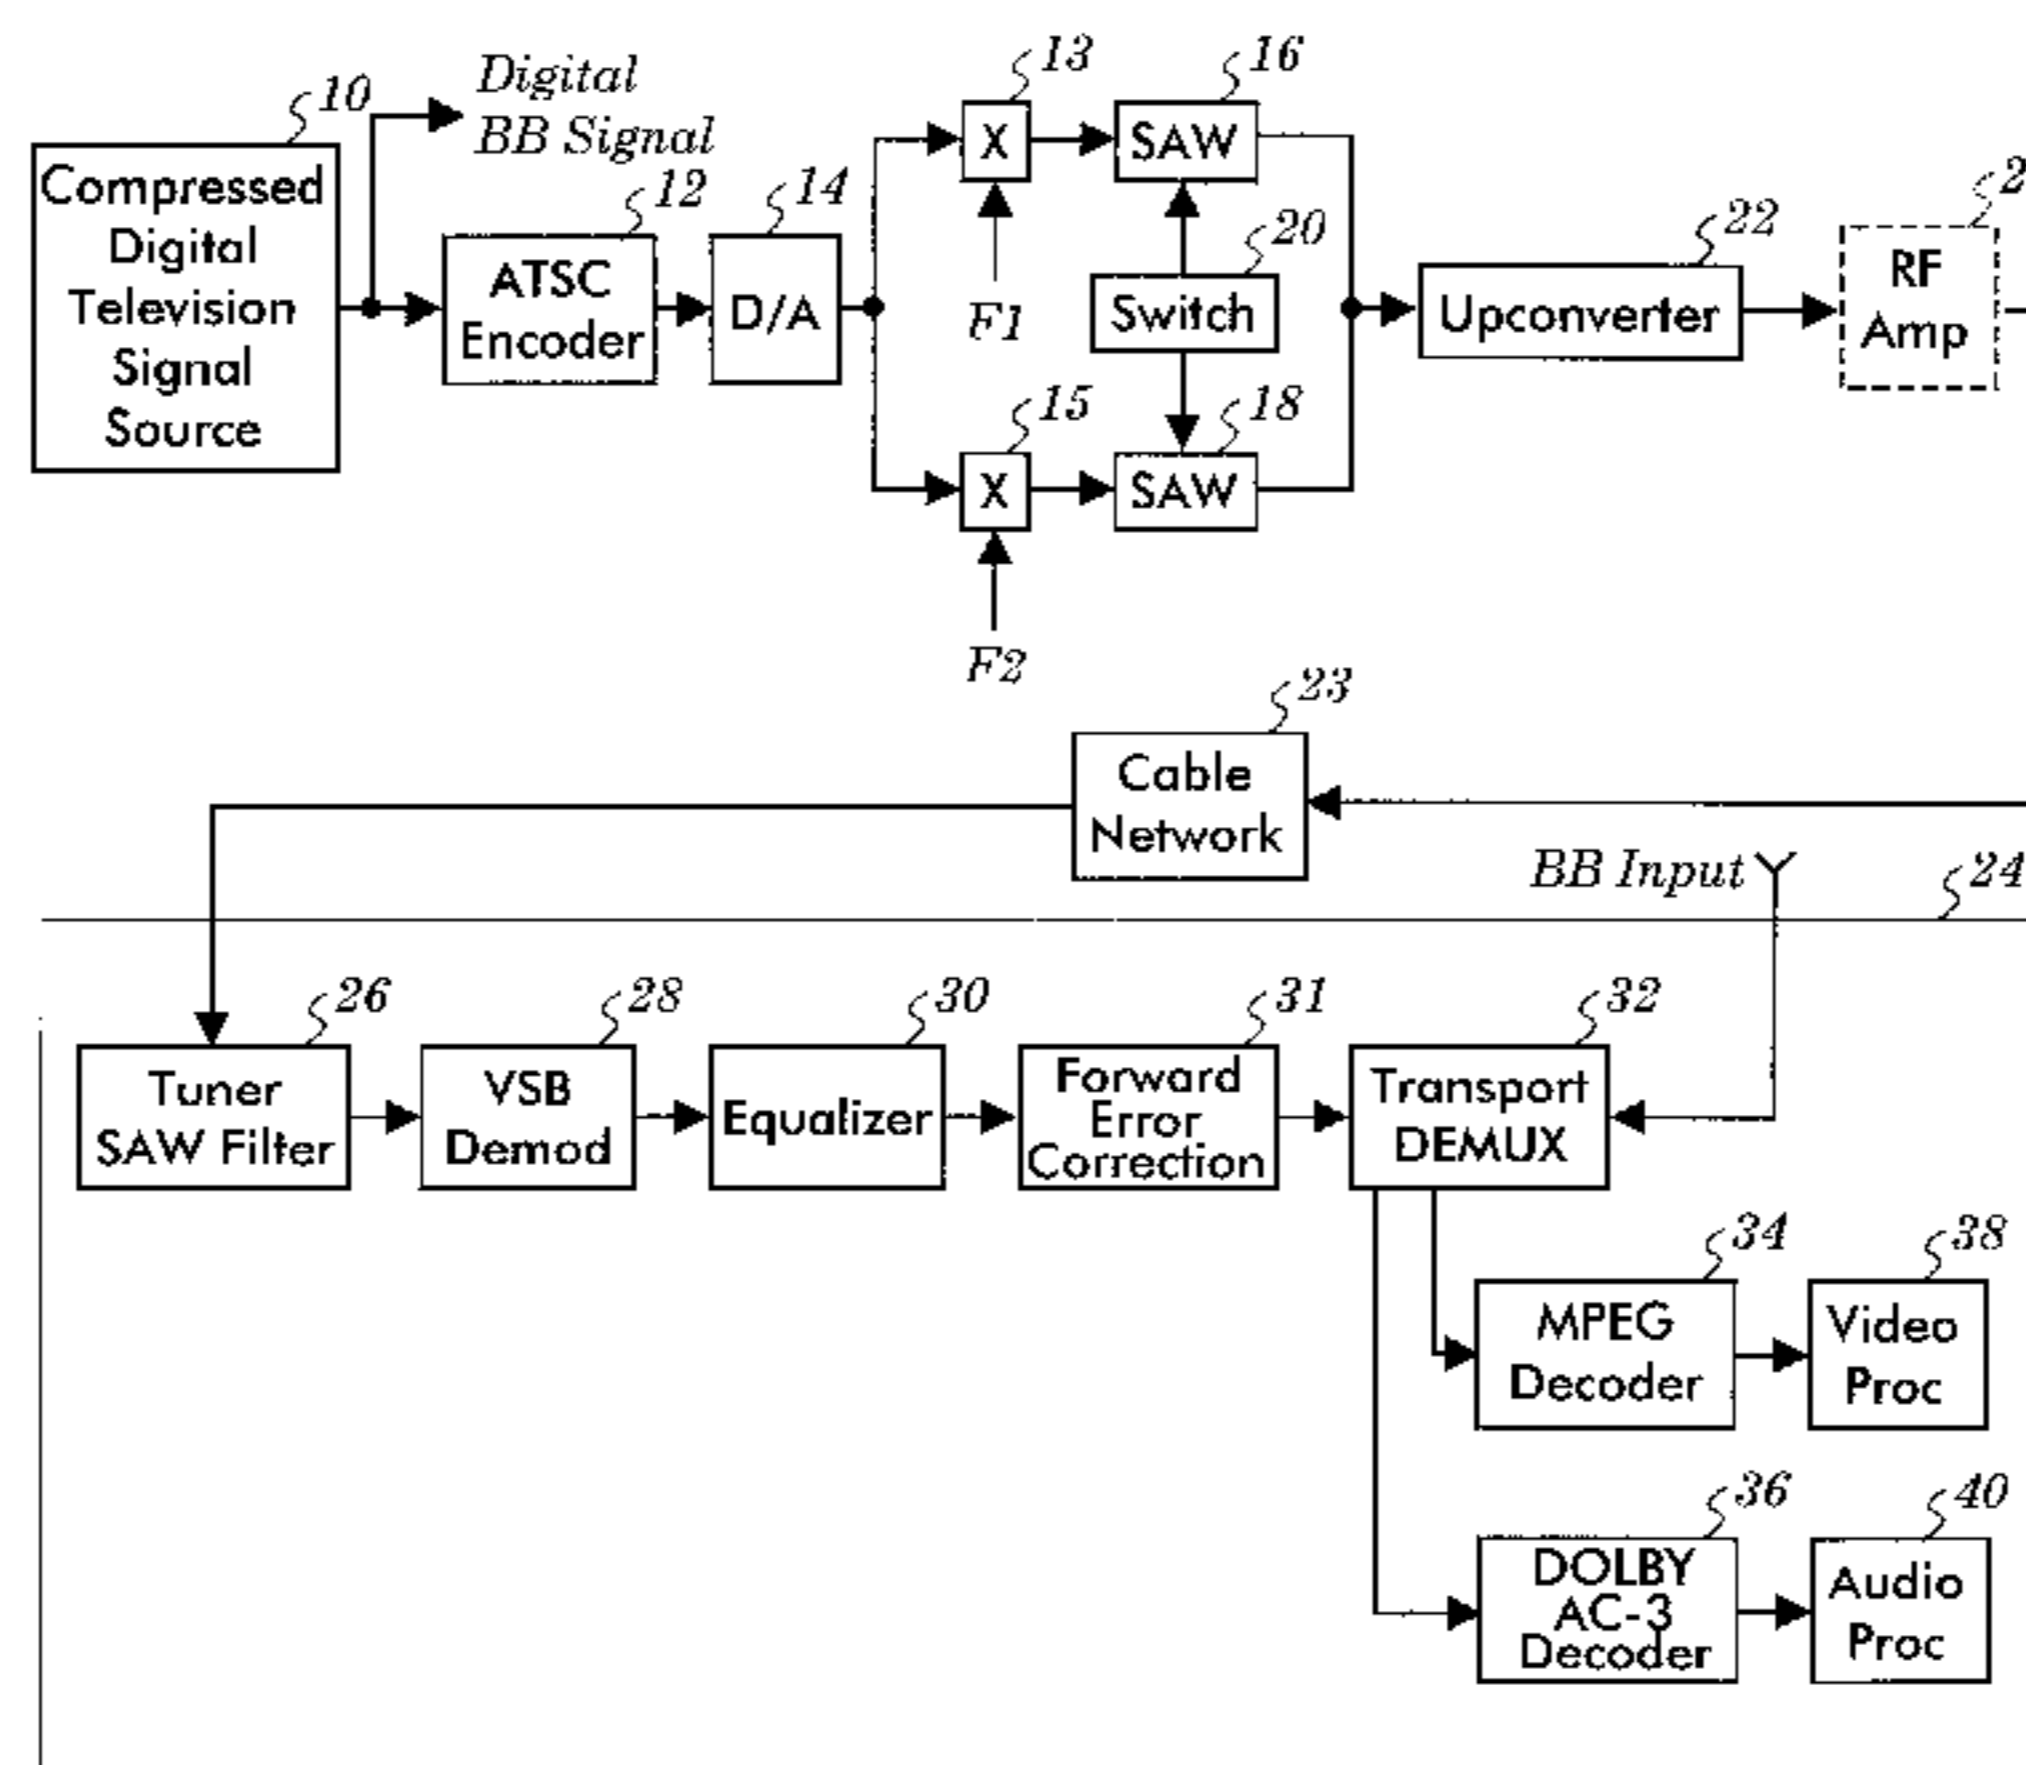 10
Digital
BB Signal
Compressed
Digital
Television
Signal
Source
12
ATSC
Encoder
14
D/A
13
X
F1
16
SAW
20
Switch
15
X
F2
18
SAW
22
Upconverter
RF
Amp
23
Cable
Network
BB Input
24
26
Tuner
SAW Filter
28
VSB
Demod
30
Equalizer
31
Forward
Error
Correction
32
Transport
DEMUX
34
MPEG
Decoder
38
Video
Proc
36
DOLBY
AC-3
Decoder
40
Audio
Proc